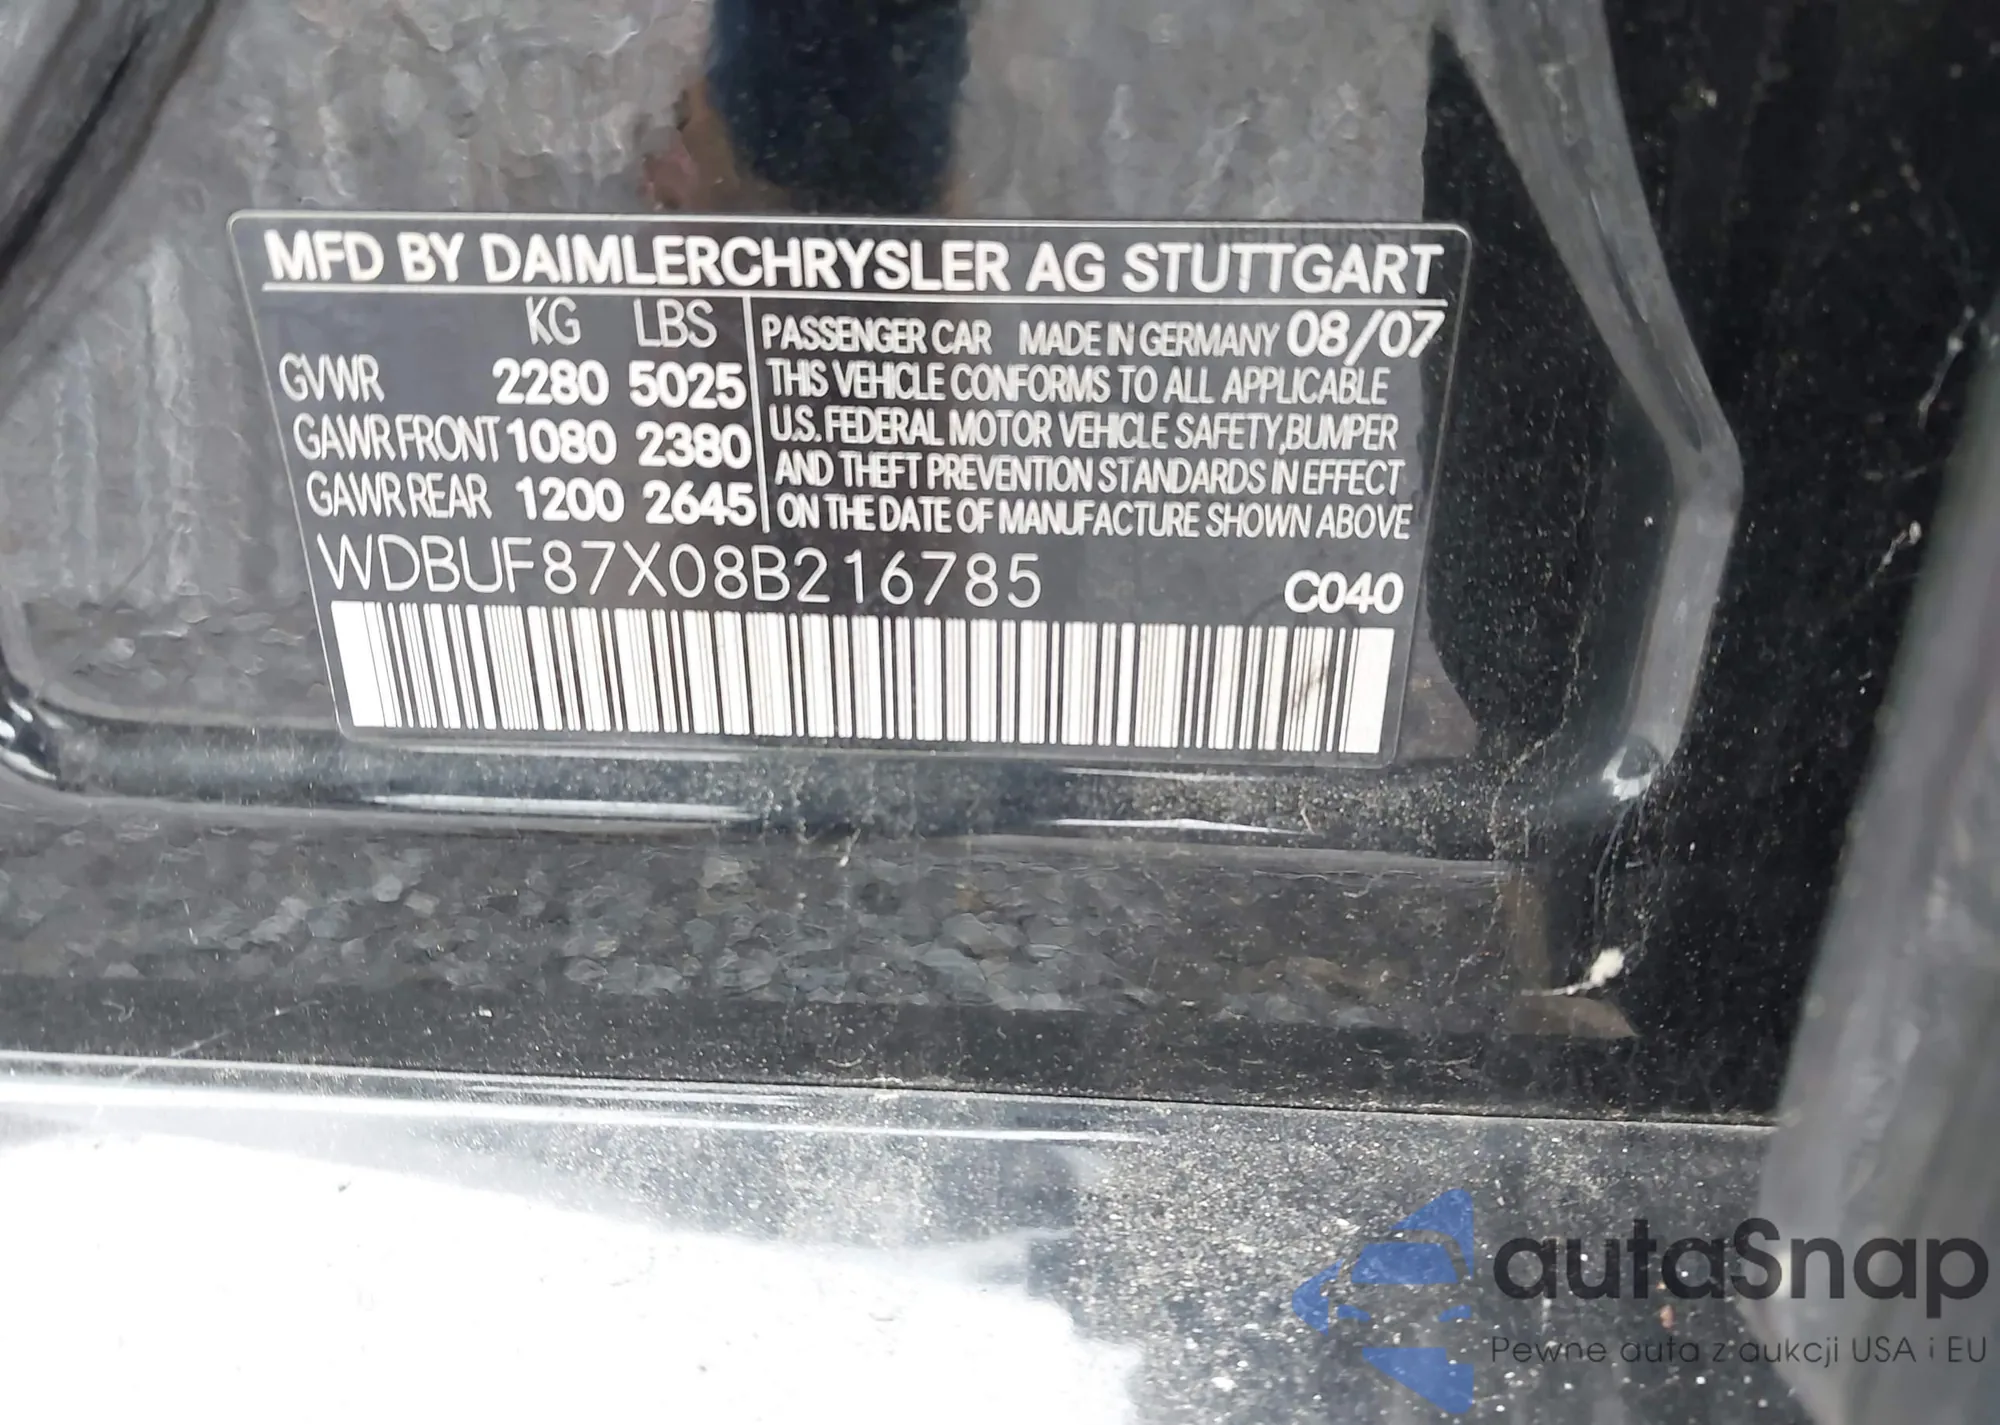 MFD BY DAIMLERCHRYSLER AG STUTTGART
KG LBS
GVWR 2280 5025
GAWR FRONT 1080 2380
GAWR REAR 1200 2645
PASSENGER CAR MADE IN GERMANY 08/07
THIS VEHICLE CONFORMS TO ALL APPLICABLE
U.S. FEDERAL MOTOR VEHICLE SAFETY, BUMPER
AND THEFT PREVENTION STANDARDS IN EFFECT
ON THE DATE OF MANUFACTURE SHOWN ABOVE
WDBUF87X08B216785
C040
autaSnap
Pewne auta z aukcji USA i EU